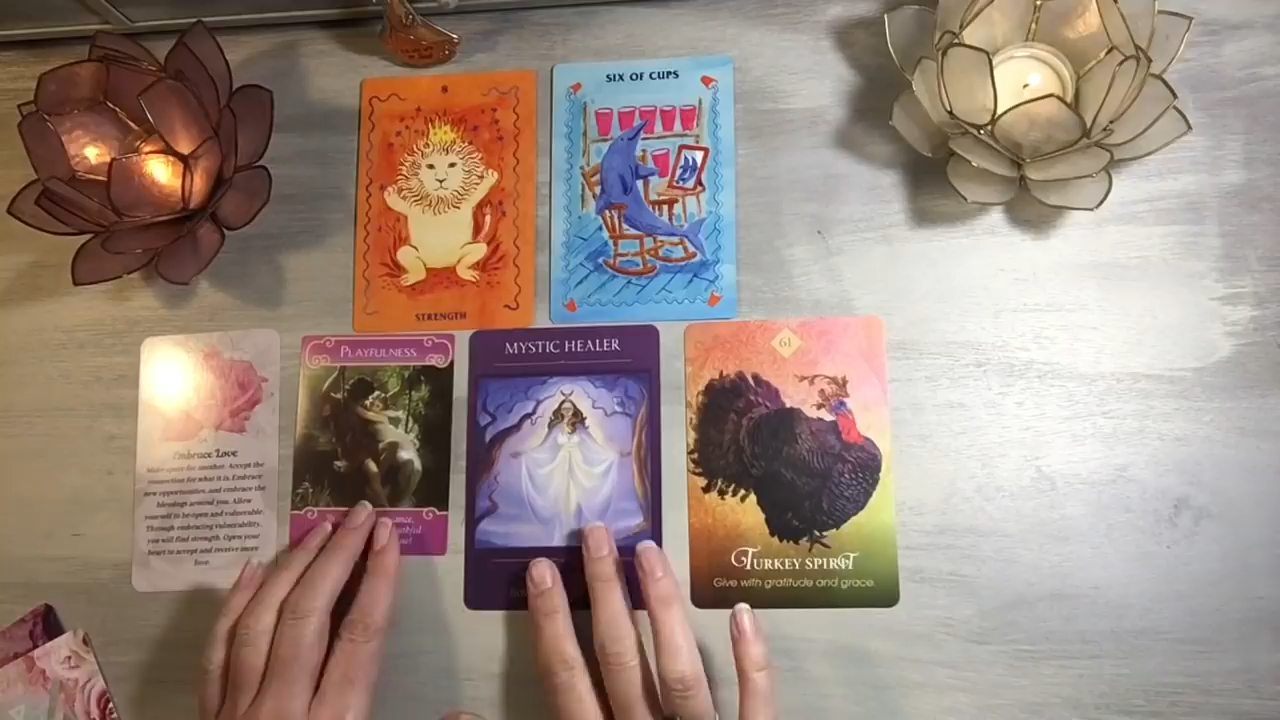 8
STRENGTH
SIX OF CUPS
Embrace Love
Make space for another. Accept the
connection for what it is. Embrace
new opportunities, and embrace the
blessings around you. Allow
yourself to be open and vulnerable.
Through embracing vulnerability,
you will find strength. Open your
heart to accept and receive more
love.
PLAYFULNESS
MYSTIC HEALER
61
TURKEY SPIRIT
Give with gratitude and grace.